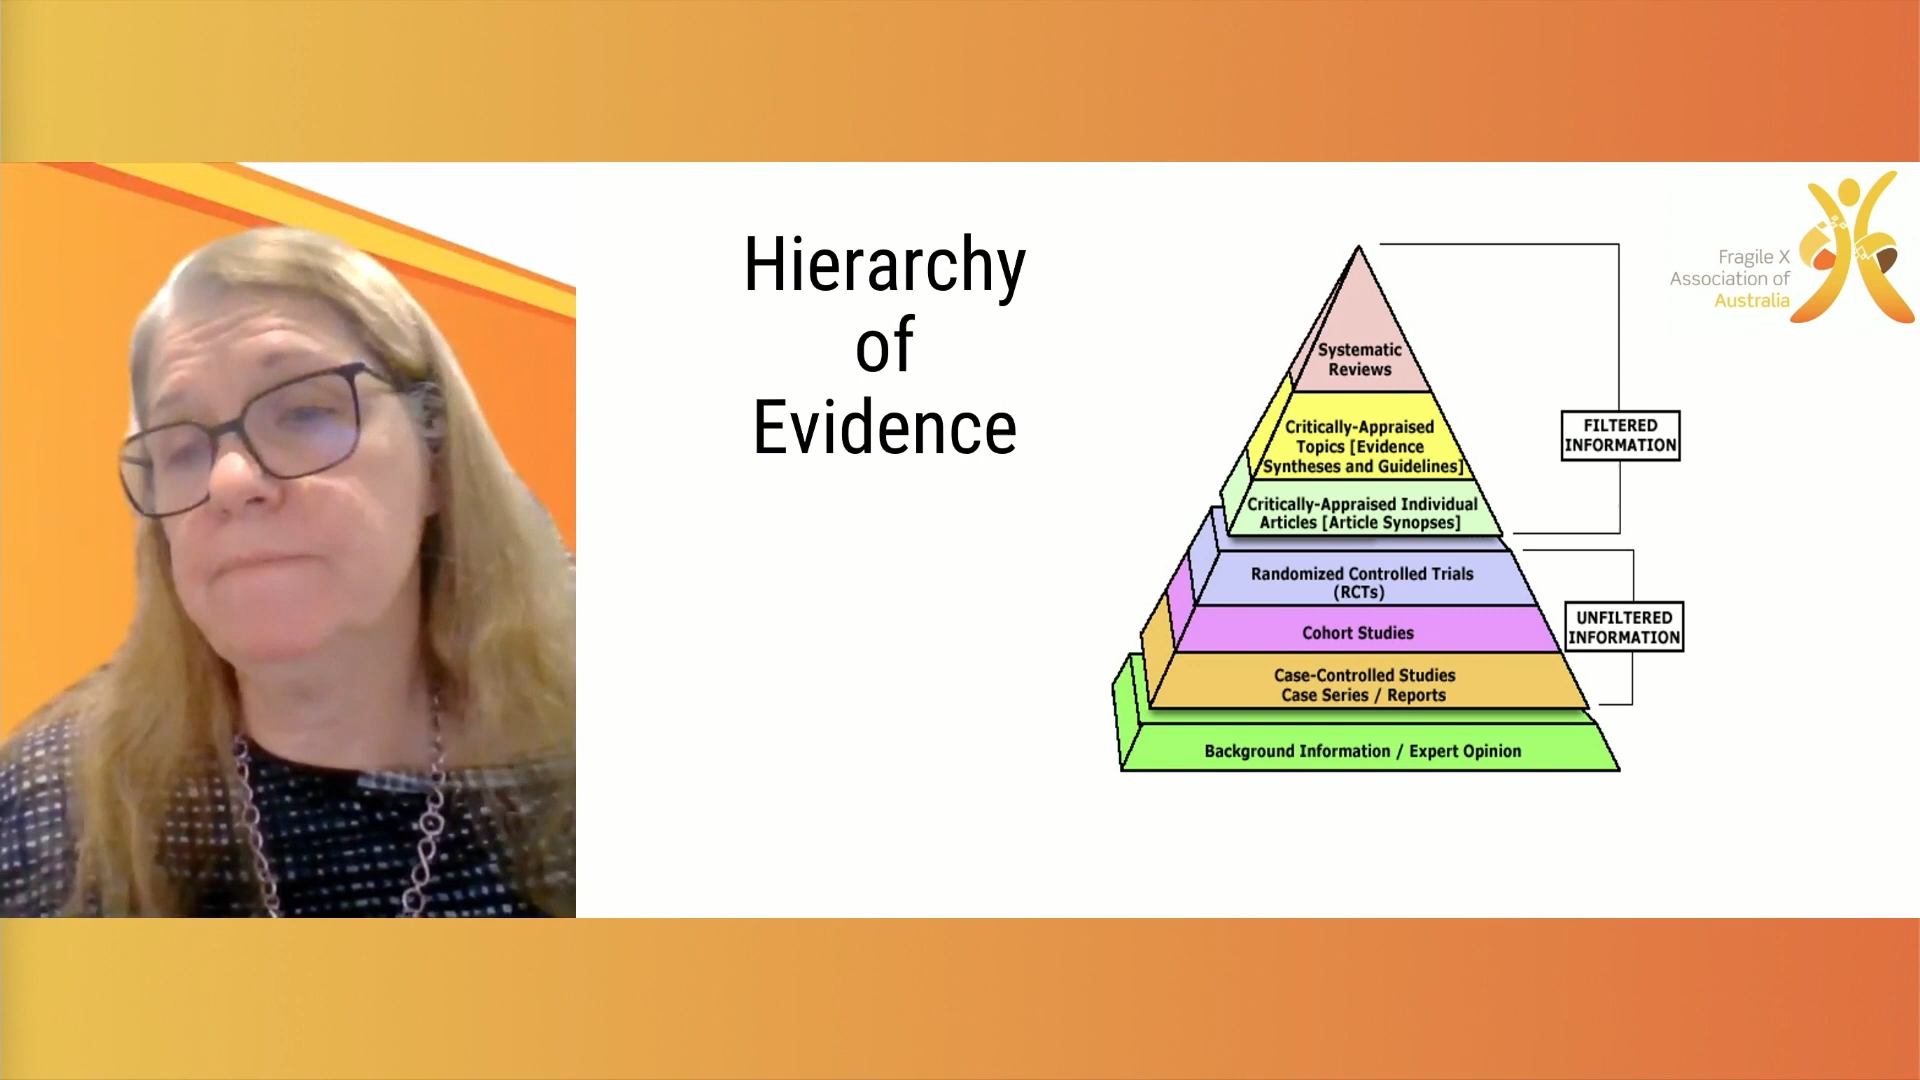 Hierarchy
of
Evidence
Systematic
Reviews
Critically-Appraised
Topics [Evidence
Syntheses and Guidelines]
Critically-Appraised Individual
Articles [Article Synopses]
Randomized Controlled Trials
(RCTs)
Cohort Studies
Case-Controlled Studies
Case Series / Reports
Background Information / Expert Opinion
FILTERED
INFORMATION
UNFILTERED
INFORMATION
Fragile X
Association of
Australia